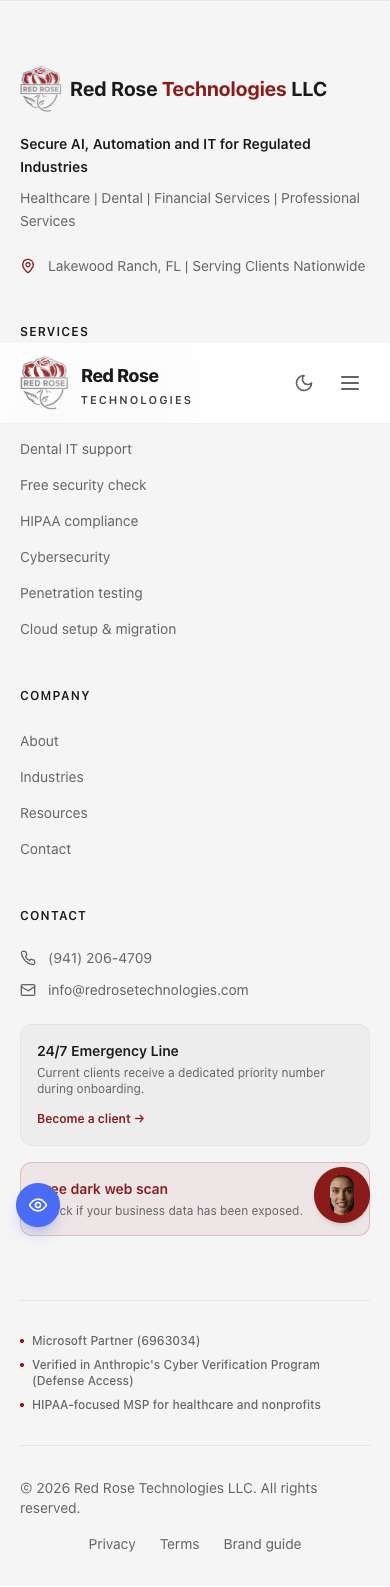 RED ROSE
Red Rose Technologies LLC
Secure AI, Automation and IT for Regulated
Industries
Healthcare | Dental | Financial Services | Professional
Services
Lakewood Ranch, FL | Serving Clients Nationwide
SERVICES
RED ROSE
Red Rose
TECHNOLOGIES
Dental IT support
Free security check
HIPAA compliance
Cybersecurity
Penetration testing
Cloud setup & migration
COMPANY
About
Industries
Resources
Contact
CONTACT
(941) 206-4709
info@redrosetechnologies.com
24/7 Emergency Line
Current clients receive a dedicated priority number
during onboarding.
Become a client →
dark web scan
if your business data has been exposed.
Microsoft Partner (6963034)
Verified in Anthropic's Cyber Verification Program
(Defense Access)
HIPAA-focused MSP for healthcare and nonprofits
© 2026 Red Rose Technologies LLC. All rights
reserved.
Privacy Terms Brand guide